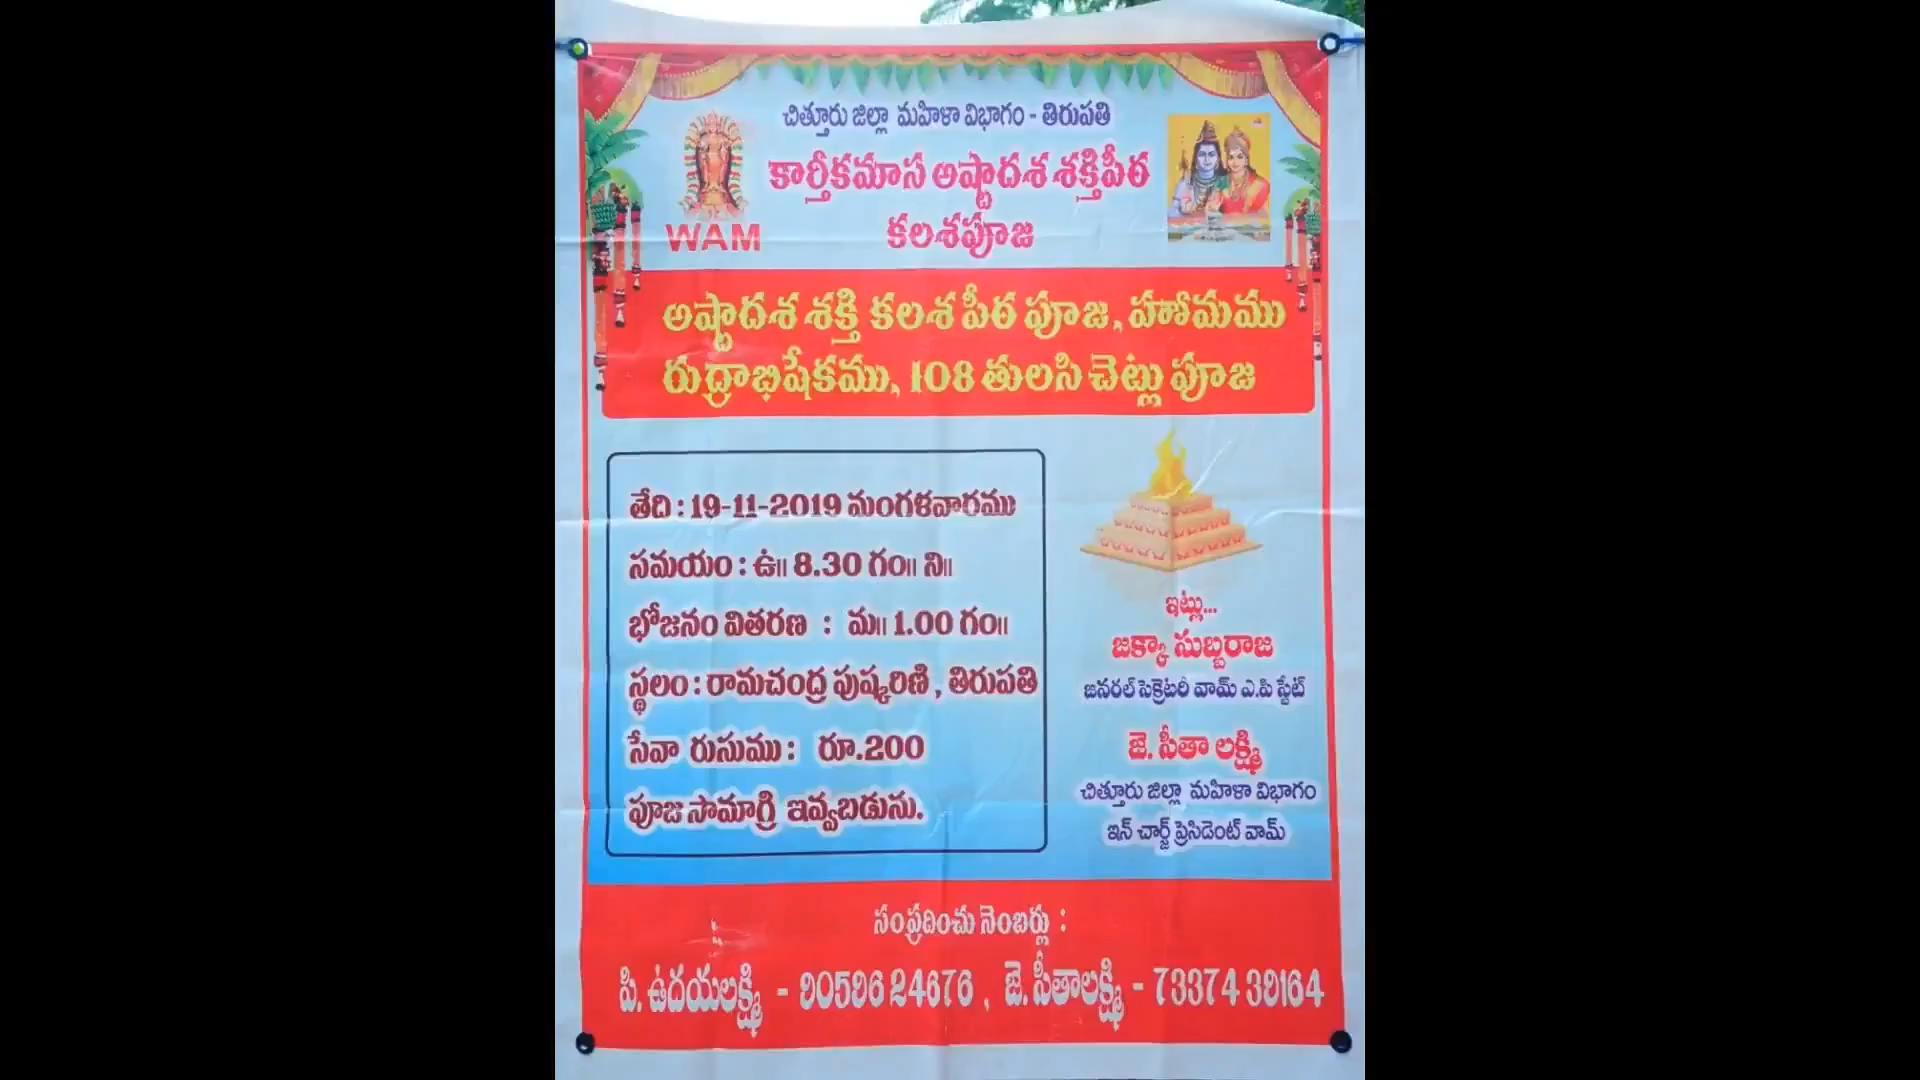 చిత్తూరు జిల్లా మహిళా విభాగం - తిరుపతి
కార్తీకమాస అష్టాదశ శక్తిపీఠ
కలశపూజ
WAM
అష్టాదశ శక్తి కలశ పీఠ పూజ, హోమము
రుద్రాభిషేకము, 108 తులసి చెట్లు పూజ
తేది : 19-11-2019 మంగళవారము
సమయం : ఉ॥ 8.30 గం॥ ని॥
భోజనం వితరణ : మ॥ 1.00 గం॥
స్థలం : రామచంద్ర పుష్కరిణి, తిరుపతి
సేవా రుసుము : రూ.200
పూజ సామాగ్రి ఇవ్వబడును.
ఇట్లు...
జక్కా సుబ్బరాజ
జనరల్ సెక్రెటరీ వామ్ ఎ.పి స్టేట్
జె. సీతా లక్ష్మి
చిత్తూరు జిల్లా మహిళా విభాగం
ఇన్ చార్జ్ ప్రెసిడెంట్ వామ్
సంప్రదించు నెంబర్లు :
పి. ఉదయలక్ష్మి - 90596 24676 , జె. సీతాలక్ష్మి - 73374 39164